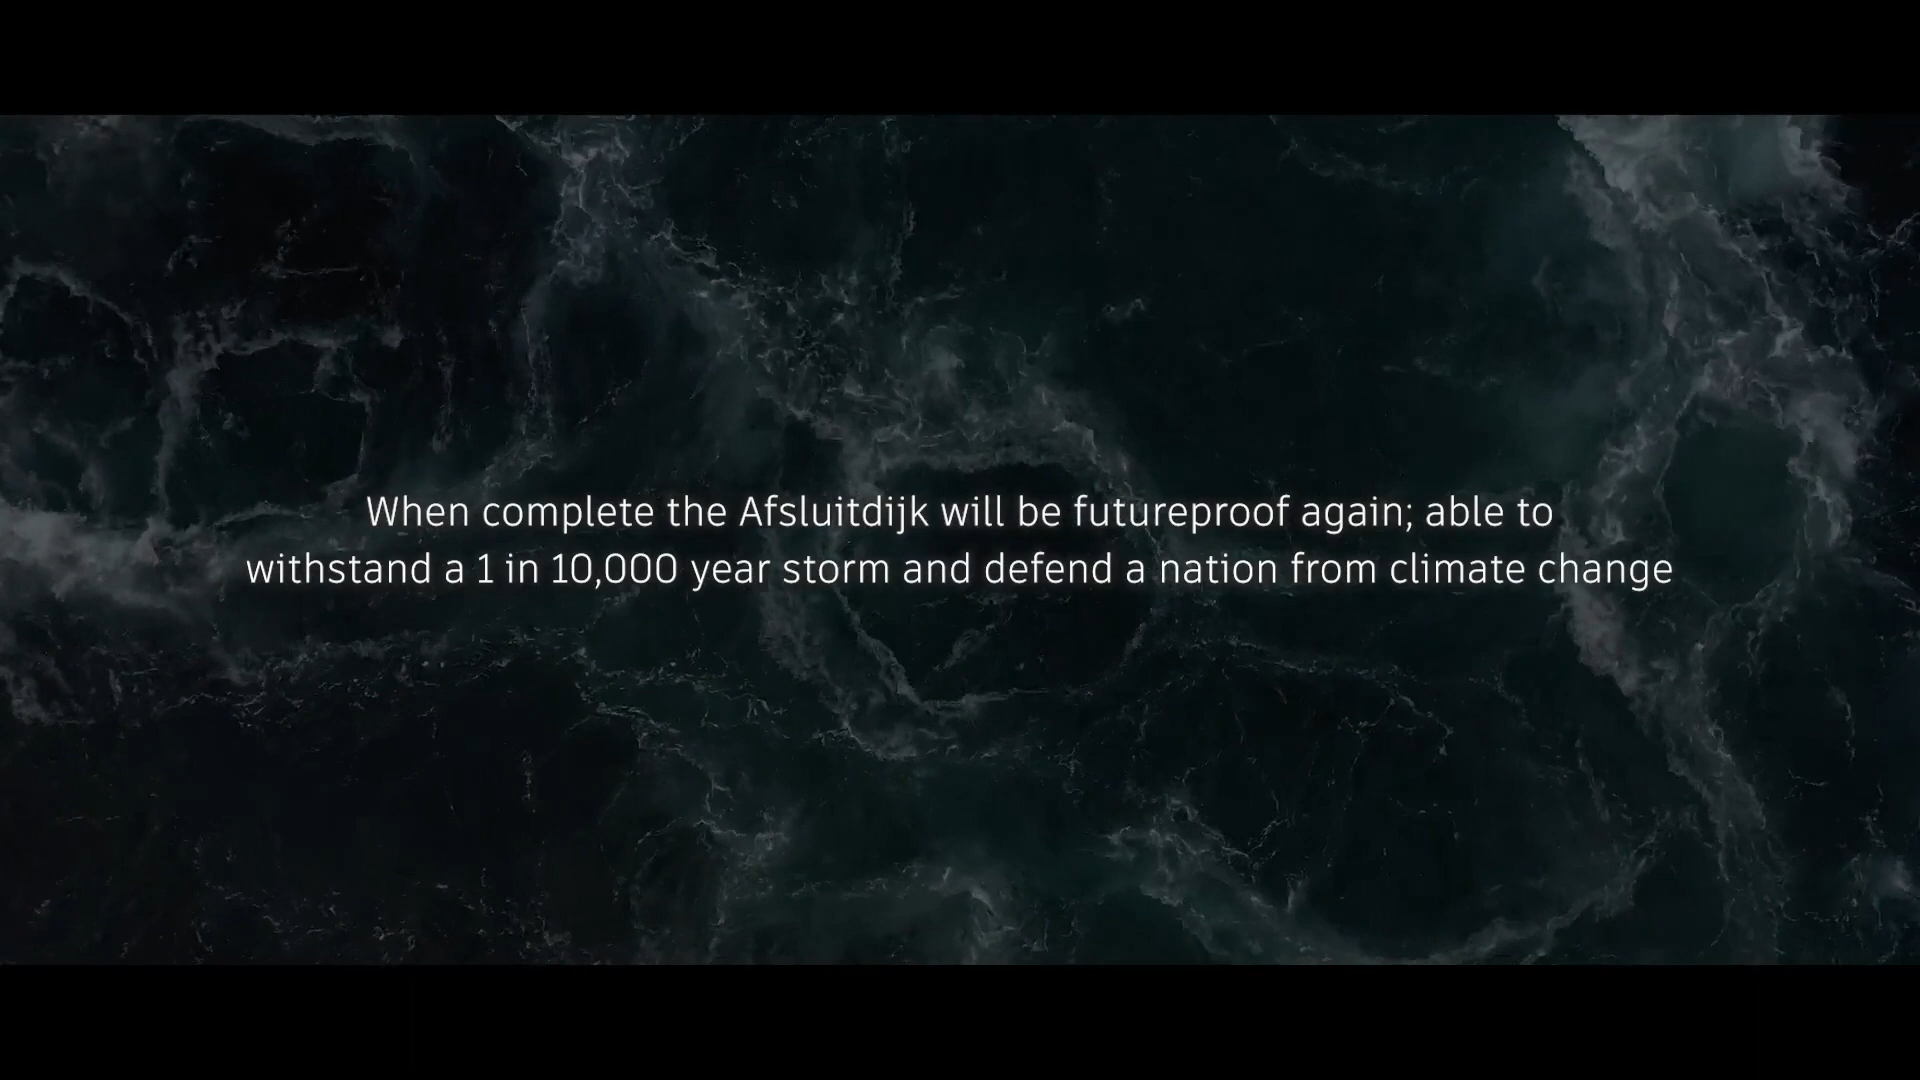 When complete the Afsluitdijk will be futureproof again; able to
withstand a 1 in 10,000 year storm and defend a nation from climate change